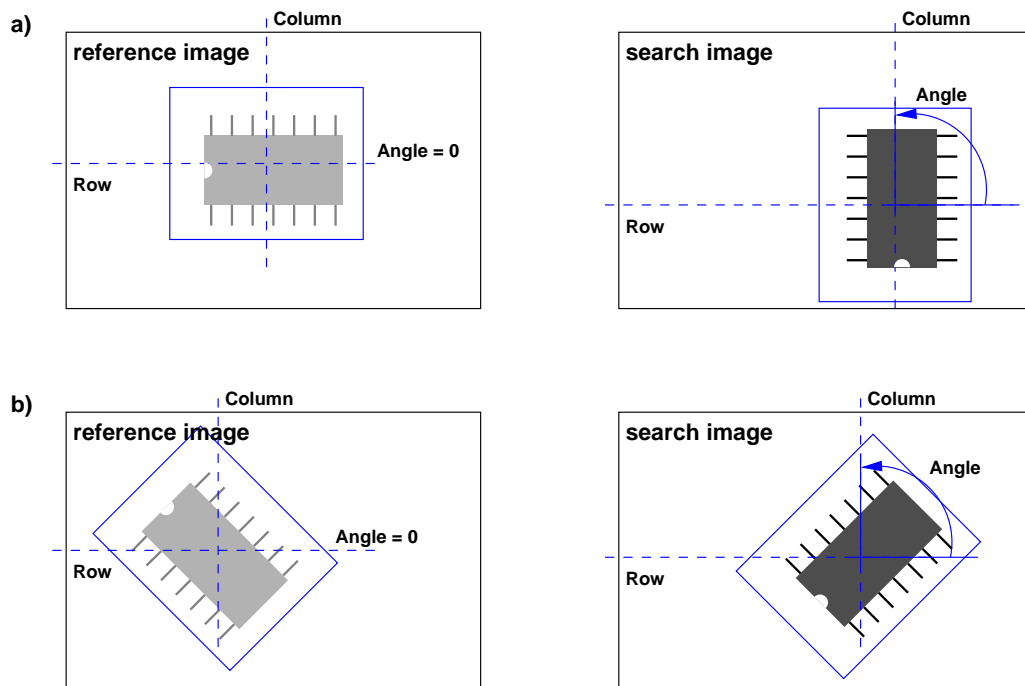 a)
Column
reference image
Angle = 0
Row
Column
search image
Angle
Row
b)
Column
reference image
Angle = 0
Row
Column
search image
Angle
Row